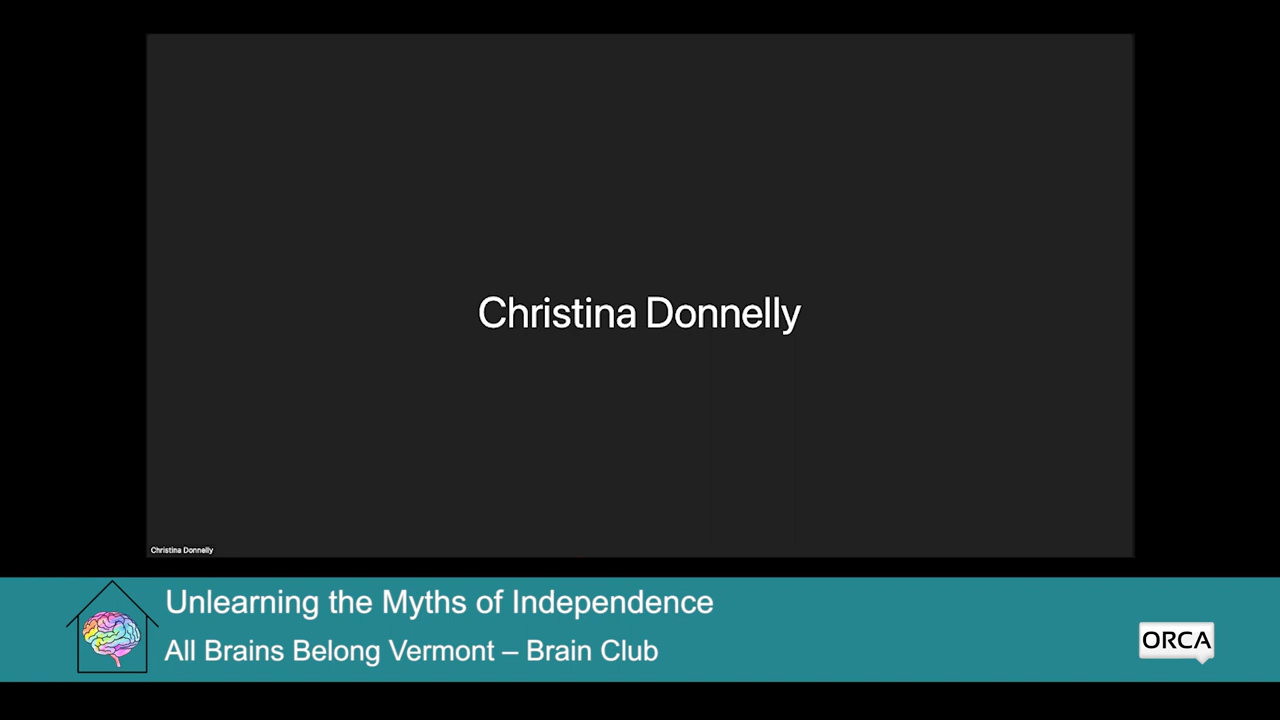 Christina Donnelly
Christina Donnelly
Unlearning the Myths of Independence
All Brains Belong Vermont – Brain Club
ORCA